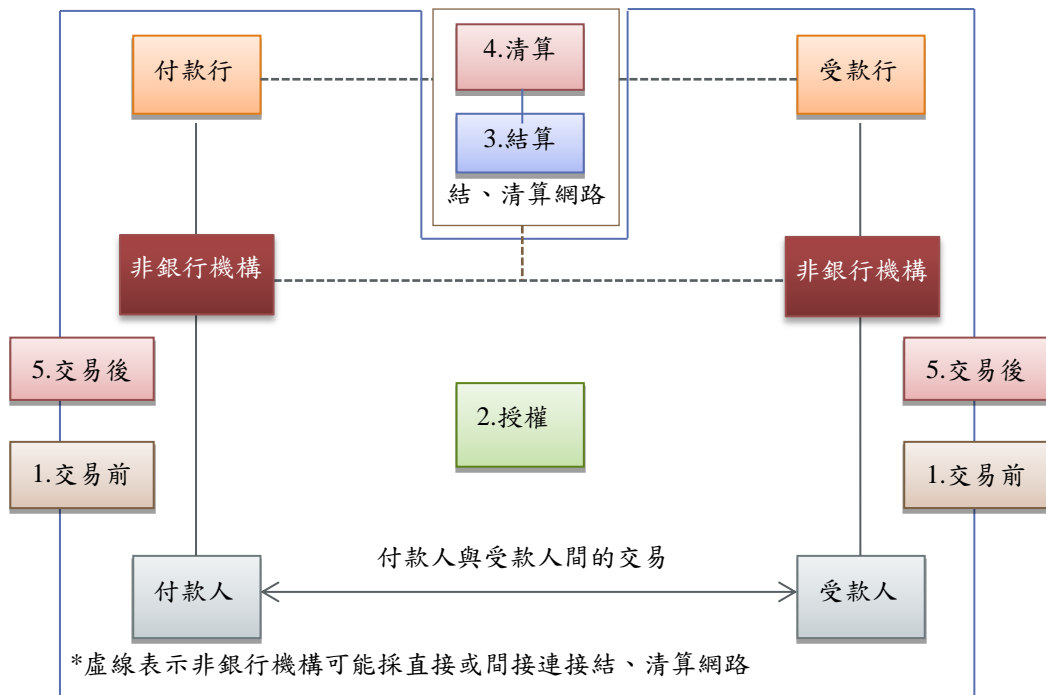 付款行
4.清算
受款行
3.結算
結、清算網路
非銀行機構
非銀行機構
5.交易後
5.交易後
2.授權
1.交易前
1.交易前
付款人與受款人間的交易
付款人
受款人
*虛線表示非銀行機構可能採直接或間接連接結、清算網路